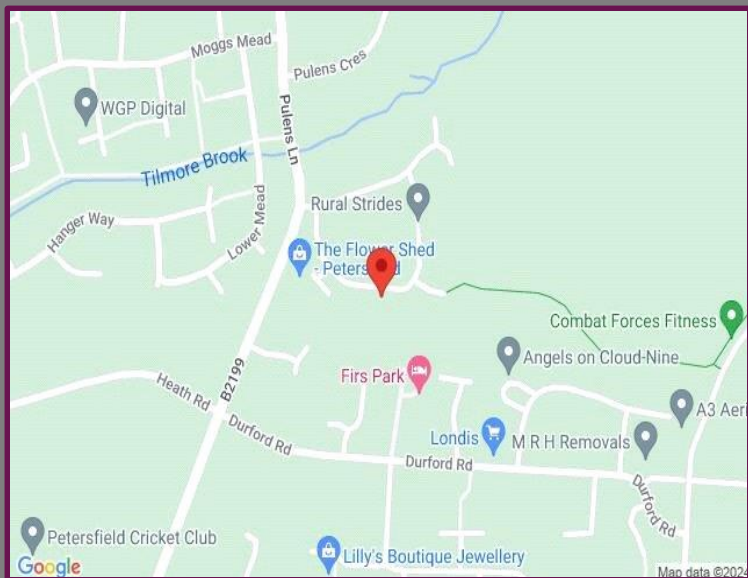 Moggs Mead
Pulens Cres
WGP Digital
Pulens Ln
Tilmore Brook
Rural Strides
Hanger Way
Lower Mead
The Flower Shed
- Petersf d
Combat Forces Fitness
Angels on Cloud-Nine
B2199
Firs Park
Heath Rd
A3 Aeri
Durford Rd
Londis
M R H Removals
Durford Rd
Durford Rd
Petersfield Cricket Club
Lilly's Boutique Jewellery
Google
Map data ©2024